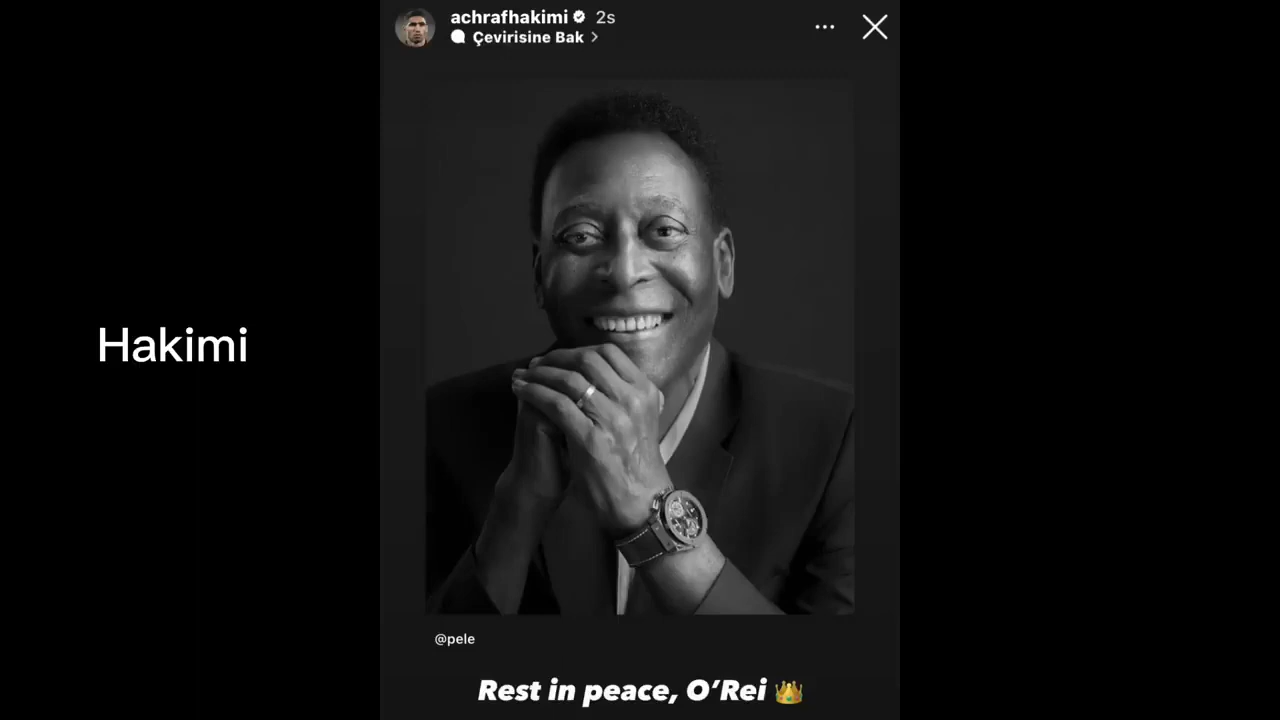 achrafhakimi 2s
Çevirisine Bak
Hakimi
@pele
Rest in peace, O’Rei 👑